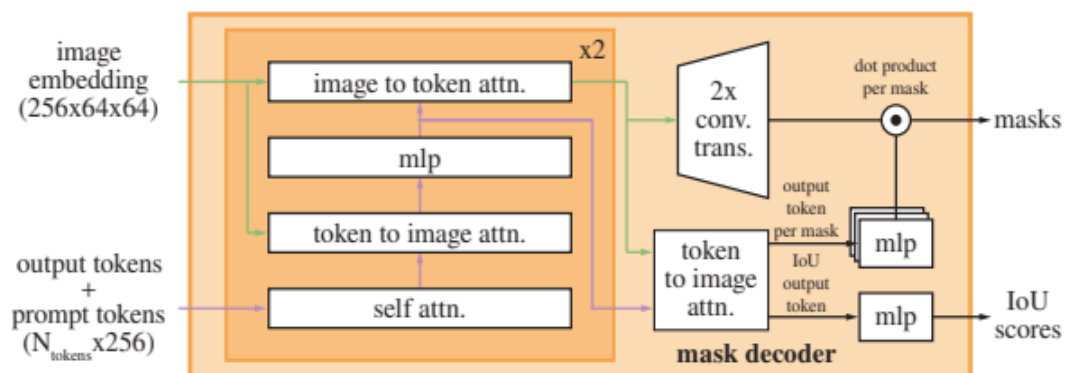 image
embedding
(256x64x64)
output tokens
+
prompt tokens
(N_tokens x256)
x2
image to token attn.
mlp
token to image attn.
self attn.
2x
conv.
trans.
token
to image
attn.
mask decoder
dot product
per mask
output
token
per mask
IoU
output
token
mlp
mlp
masks
IoU
scores